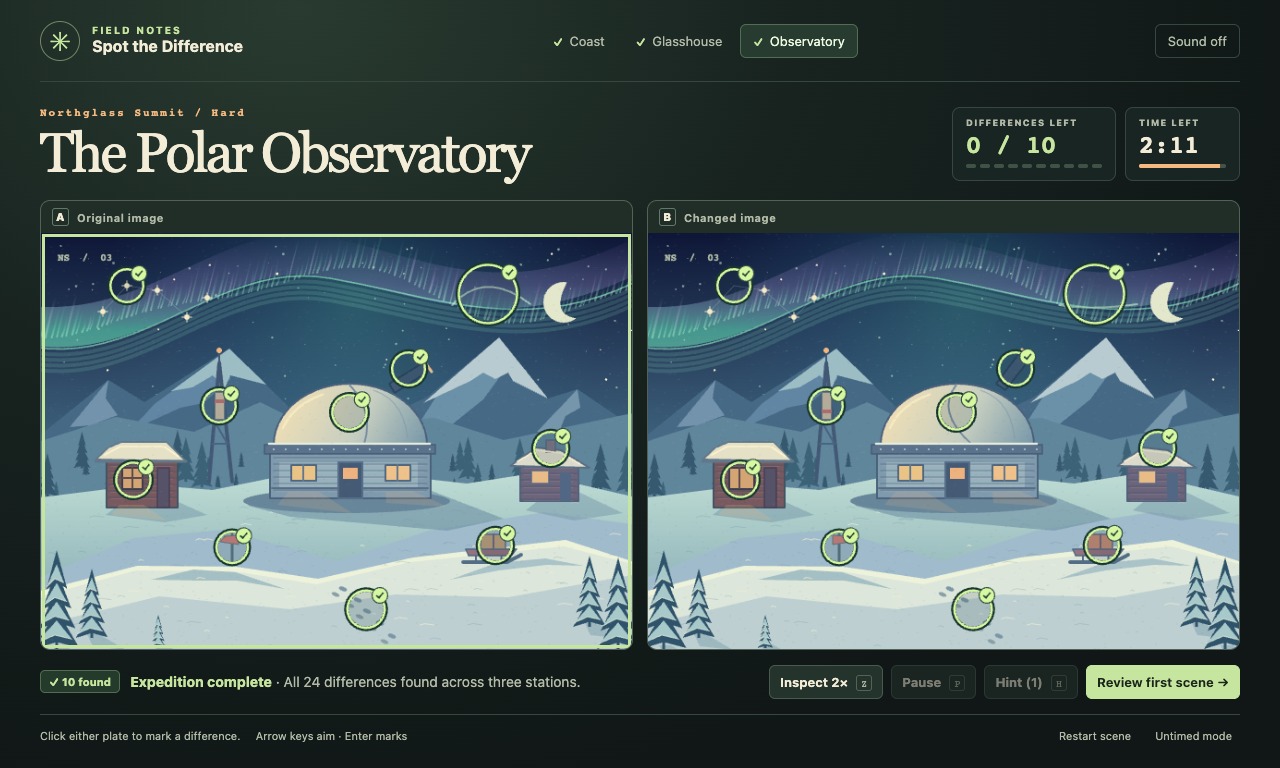 FIELD NOTES
Spot the Difference
Coast
Glasshouse
Observatory
Sound off
Northglass Summit / Hard
The Polar Observatory
DIFFERENCES LEFT
0 / 10
TIME LEFT
2:11
A Original image
B Changed image
NS / 03
NS / 03
10 found
Expedition complete · All 24 differences found across three stations.
Inspect 2× Z
Pause P
Hint (1) H
Review first scene →
Click either plate to mark a difference.
Arrow keys aim · Enter marks
Restart scene
Untimed mode